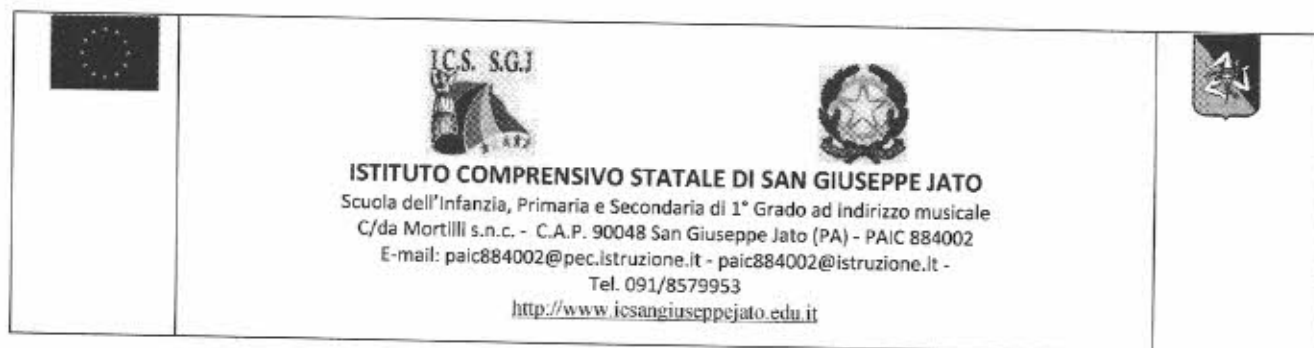 I.C.S. S.G.J
ISTITUTO COMPRENSIVO STATALE DI SAN GIUSEPPE JATO
Scuola dell'Infanzia, Primaria e Secondaria di 1° Grado ad indirizzo musicale
C/da Mortilli s.n.c. - C.A.P. 90048 San Giuseppe Jato (PA) - PAIC 884002
E-mail: paic884002@pec.istruzione.it - paic884002@istruzione.it -
Tel. 091/8579953
http://www.icsangiuseppejato.edu.it